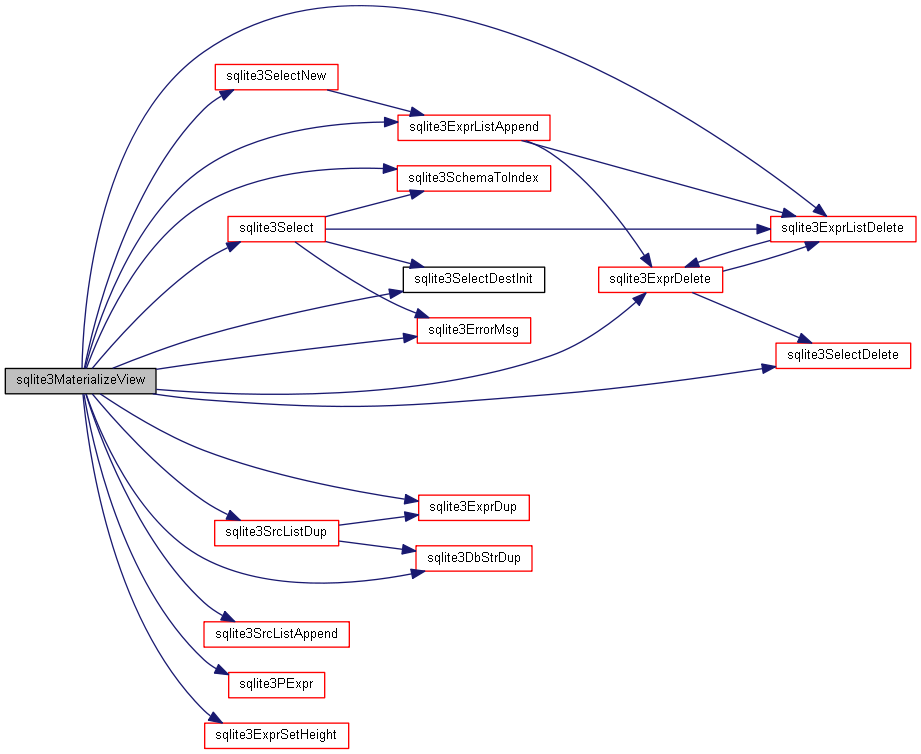 sqlite3SelectNew
sqlite3ExprListAppend
sqlite3SchemaToIndex
sqlite3Select
sqlite3ExprListDelete
sqlite3SelectDestInit
sqlite3ExprDelete
sqlite3ErrorMsg
sqlite3SelectDelete
sqlite3MaterializeView
sqlite3ExprDup
sqlite3SrcListDup
sqlite3DbStrDup
sqlite3SrcListAppend
sqlite3PExpr
sqlite3ExprSetHeight